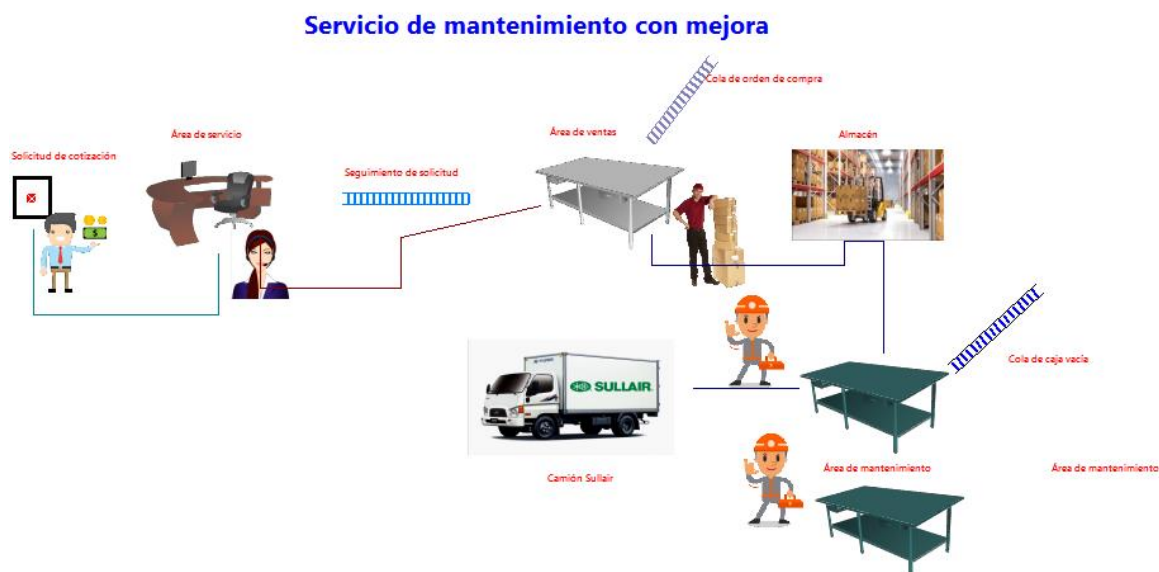 Servicio de mantenimiento con mejora
Cola de orden de compra
Área de servicio
Área de ventas
Almacén
Solicitud de cotización
Seguimiento de solicitud
$
Cola de caja vacía
SULLAIR
Camión Sullair
Área de mantenimiento
Área de mantenimiento